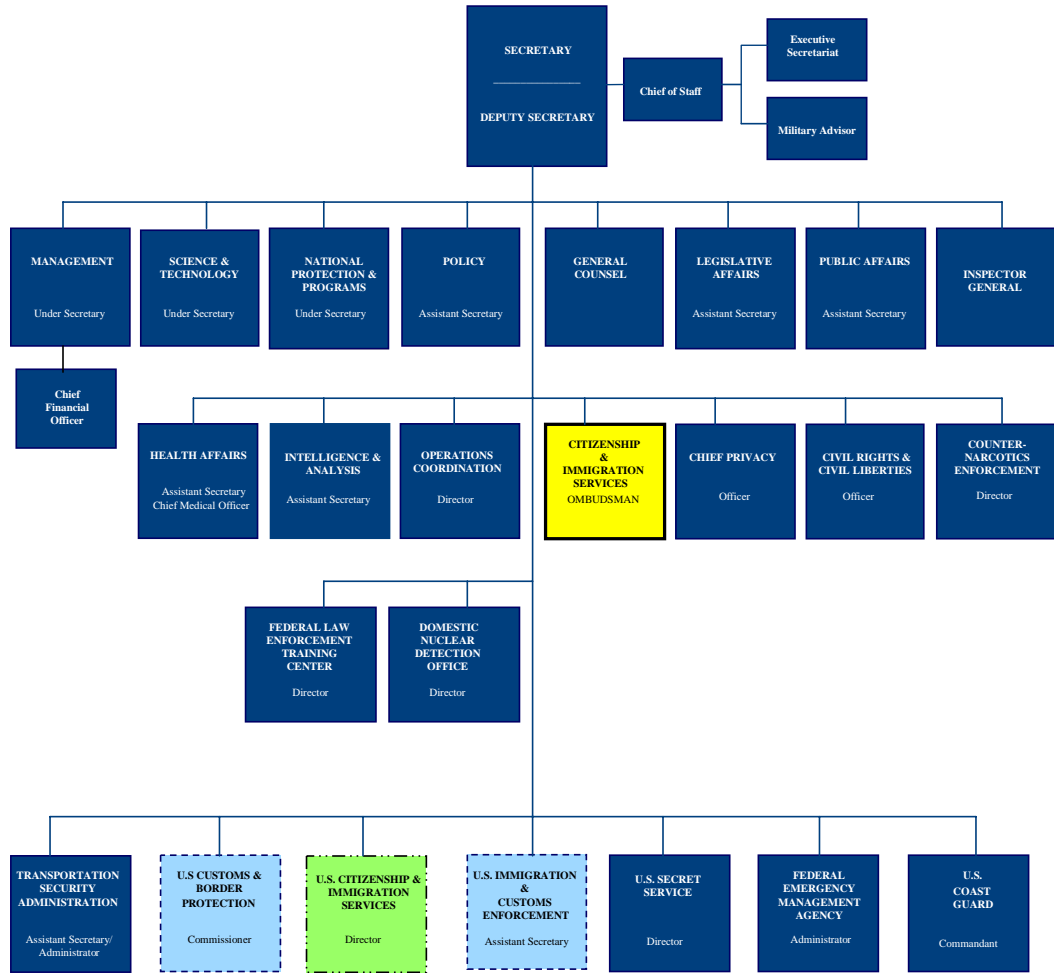 SECRETARY
DEPUTY SECRETARY
Chief of Staff
Executive
Secretariat
Military Advisor
MANAGEMENT
Under Secretary
SCIENCE &
TECHNOLOGY
Under Secretary
NATIONAL
PROTECTION &
PROGRAMS
Under Secretary
POLICY
Assistant Secretary
GENERAL
COUNSEL
LEGISLATIVE
AFFAIRS
Assistant Secretary
PUBLIC AFFAIRS
Assistant Secretary
INSPECTOR
GENERAL
Chief
Financial
Officer
HEALTH AFFAIRS
Assistant Secretary
Chief Medical Officer
INTELLIGENCE &
ANALYSIS
Assistant Secretary
OPERATIONS
COORDINATION
Director
CITIZENSHIP
&
IMMIGRATION
SERVICES
OMBUDSMAN
CHIEF PRIVACY
Officer
CIVIL RIGHTS &
CIVIL LIBERTIES
Officer
COUNTER-
NARCOTICS
ENFORCEMENT
Director
FEDERAL LAW
ENFORCEMENT
TRAINING
CENTER
Director
DOMESTIC
NUCLEAR
DETECTION
OFFICE
Director
TRANSPORTATION
SECURITY
ADMINISTRATION
Assistant Secretary/
Administrator
U.S CUSTOMS &
BORDER
PROTECTION
Commissioner
U.S. CITIZENSHIP &
IMMIGRATION
SERVICES
Director
U.S. IMMIGRATION
&
CUSTOMS
ENFORCEMENT
Assistant Secretary
U.S. SECRET
SERVICE
Director
FEDERAL
EMERGENCY
MANAGEMENT
AGENCY
Administrator
U.S.
COAST
GUARD
Commandant